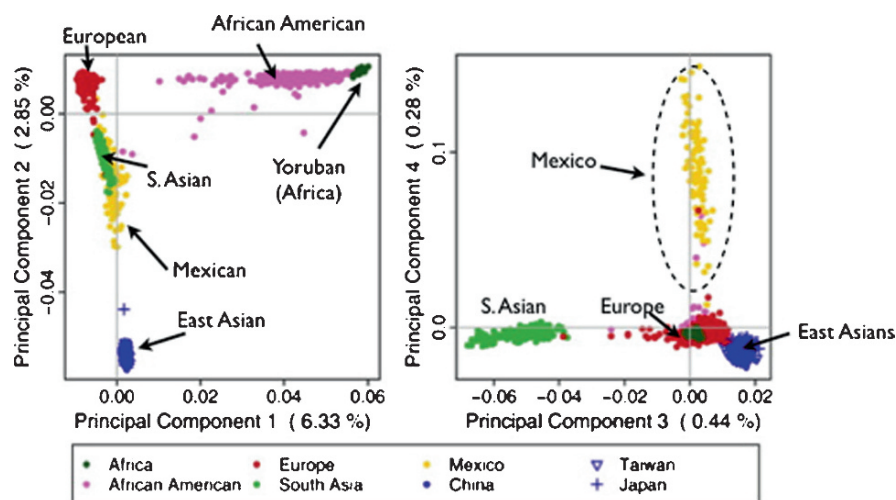 European
African American
Yoruban
(Africa)
S. Asian
Mexican
East Asian
Principal Component 2 (2.85 %)
0.00
−0.02
−0.04
0.00 0.02 0.04 0.06
Principal Component 1 (6.33 %)
Mexico
S. Asian
Europe
East Asians
Principal Component 4 (0.28 %)
0.1
0.0
−0.06 −0.04 −0.02 0.00 0.02
Principal Component 3 (0.44 %)
Africa Europe Mexico Taiwan
African American South Asia China Japan